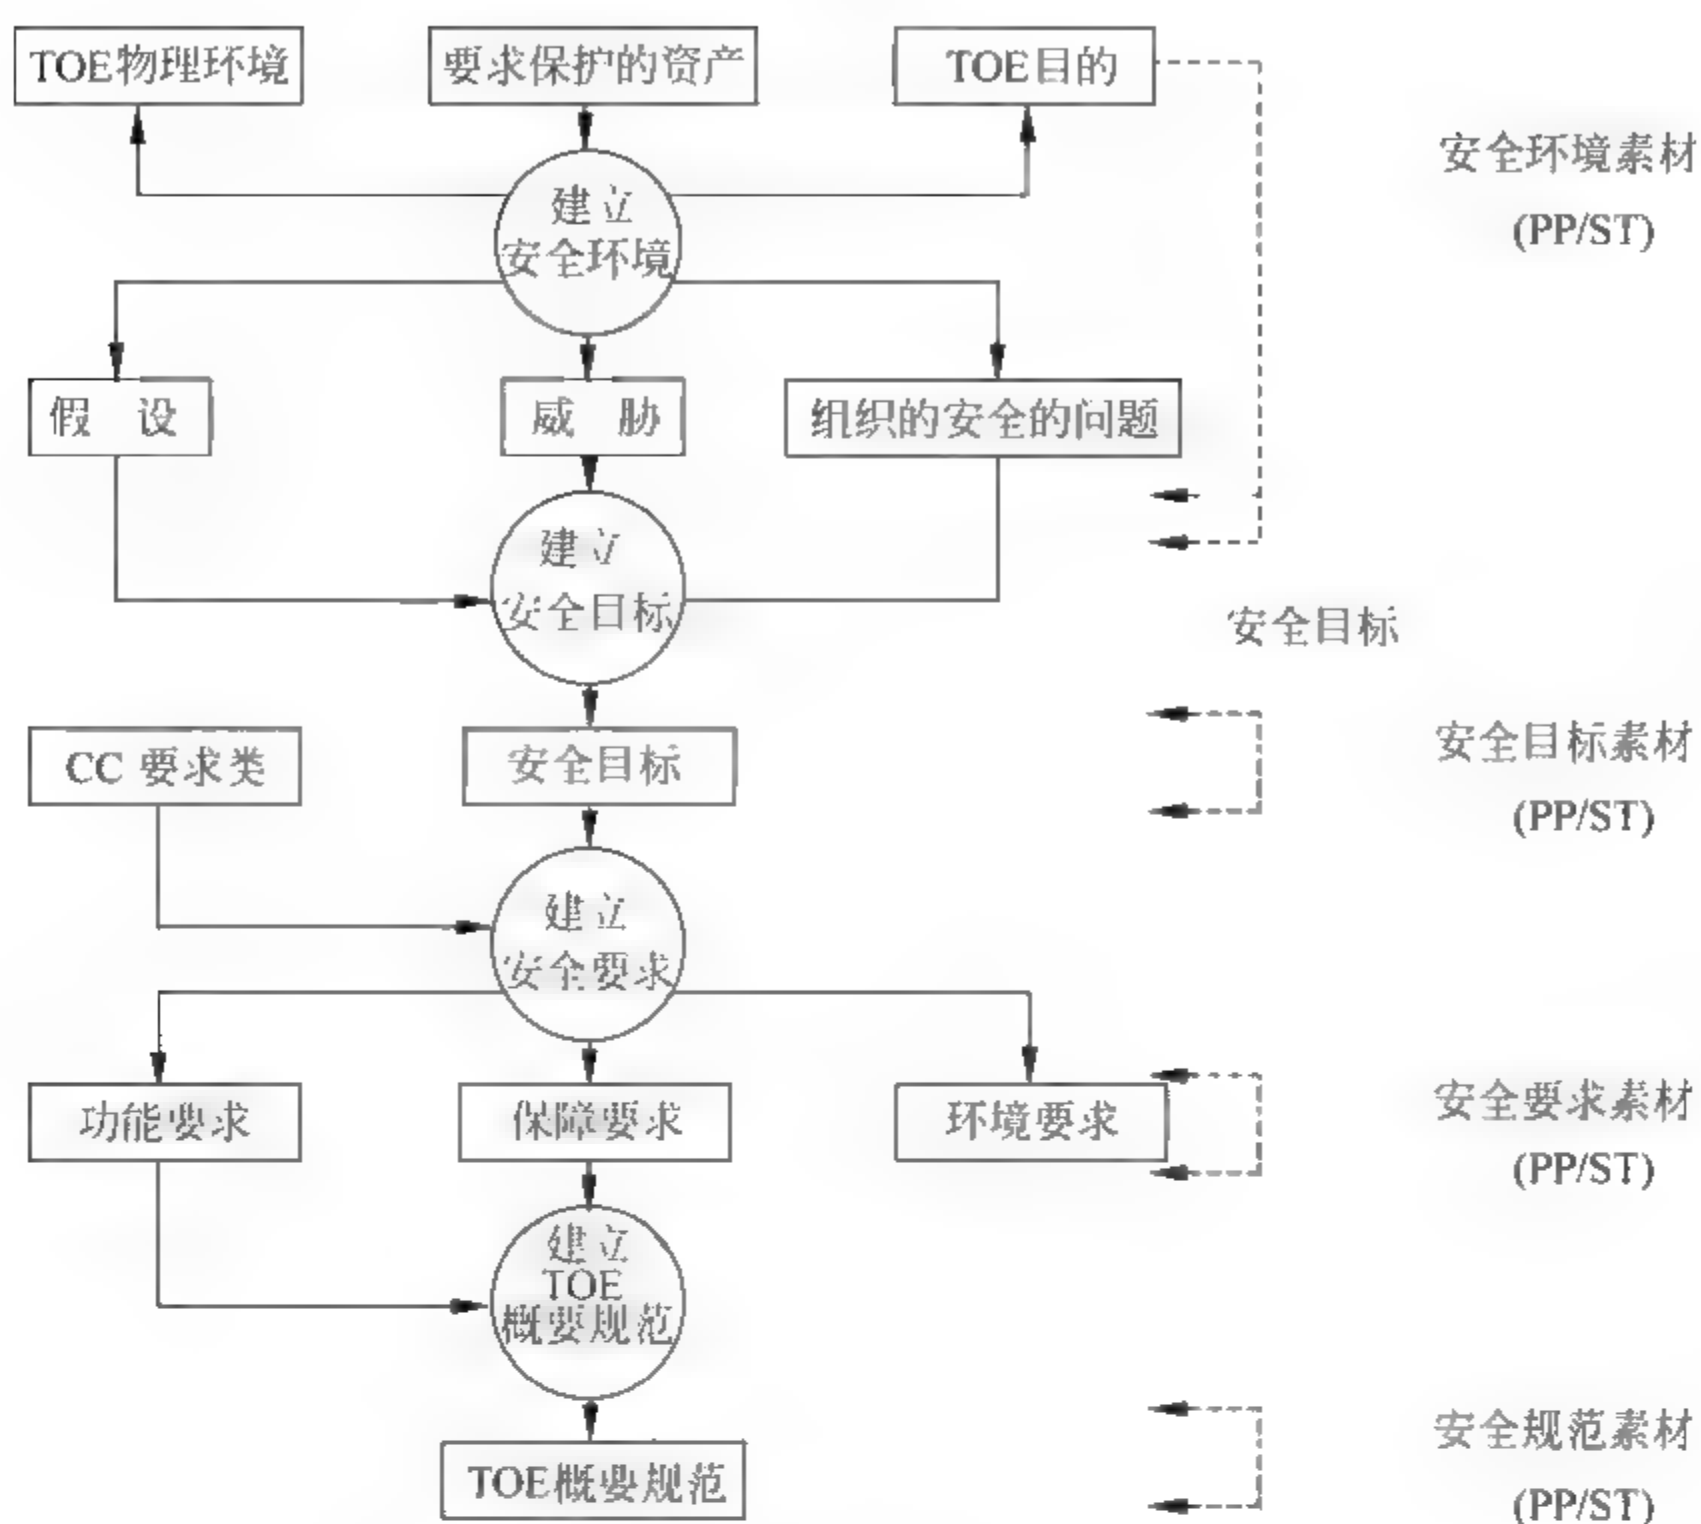 TOE物理环境
要求保护的资产
TOE目的
安全环境素材
(PP/ST)
建立
安全环境
假 设
威 胁
组织的安全的问题
建立
安全目标
安全目标
CC 要求类
安全目标
安全目标素材
(PP/ST)
建立
安全要求
功能要求
保障要求
环境要求
安全要求素材
(PP/ST)
建立
TOE
概要规范
TOE概要规范
安全规范素材
(PP/ST)